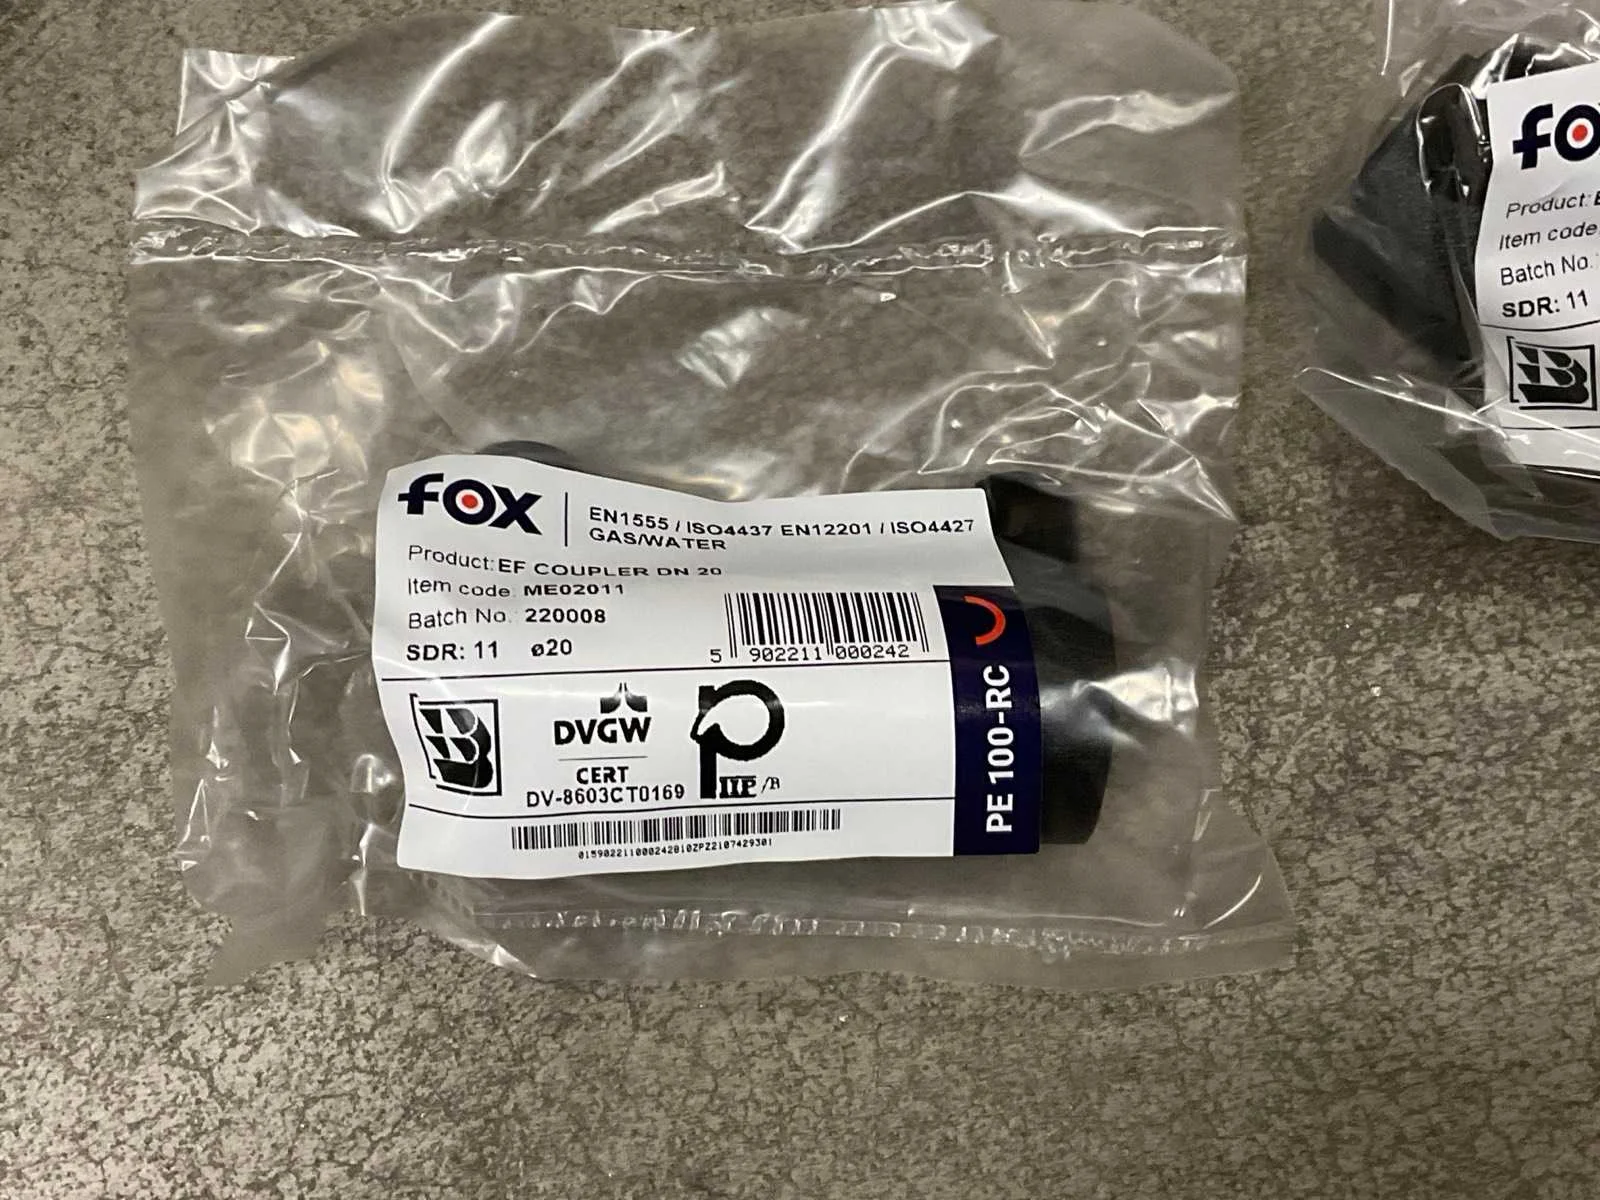 fox
EN1555 / ISO4437 EN12201 / ISO4427
GAS/WATER
Product: EF COUPLER DN 20
Item code: ME02011
Batch No.: 220008
SDR: 11 ø20
5 902211 000242
PE 100-RC
DVGW
CERT
DV-8603CT0169
IIP /B
fo
Product:
Item code
Batch No.
SDR: 11